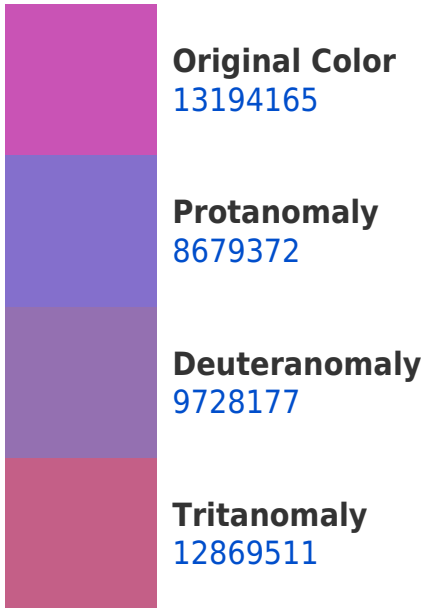 Original Color
13194165
Protanomaly
8679372
Deuteranomaly
9728177
Tritanomaly
12869511